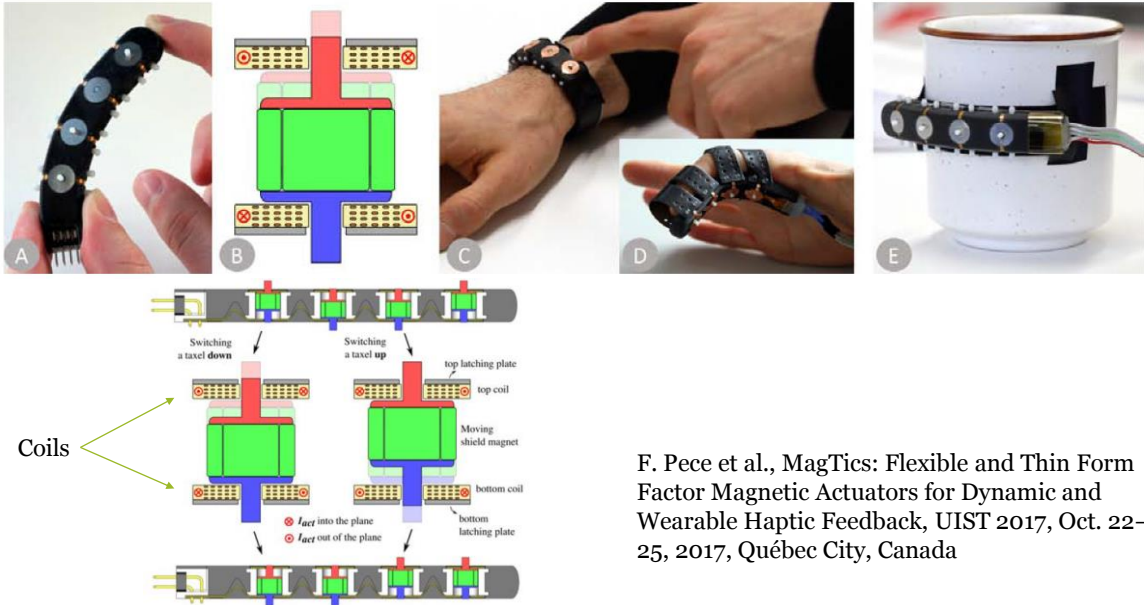 A
B
C
D
E
Switching
a taxel down
Switching
a taxel up
top latching plate
top coil
Moving
shield magnet
bottom coil
bottom
latching plate
Coils
⊗ Iact into the plane
⊙ Iact out of the plane
F. Pece et al., MagTics: Flexible and Thin Form
Factor Magnetic Actuators for Dynamic and
Wearable Haptic Feedback, UIST 2017, Oct. 22-
25, 2017, Québec City, Canada